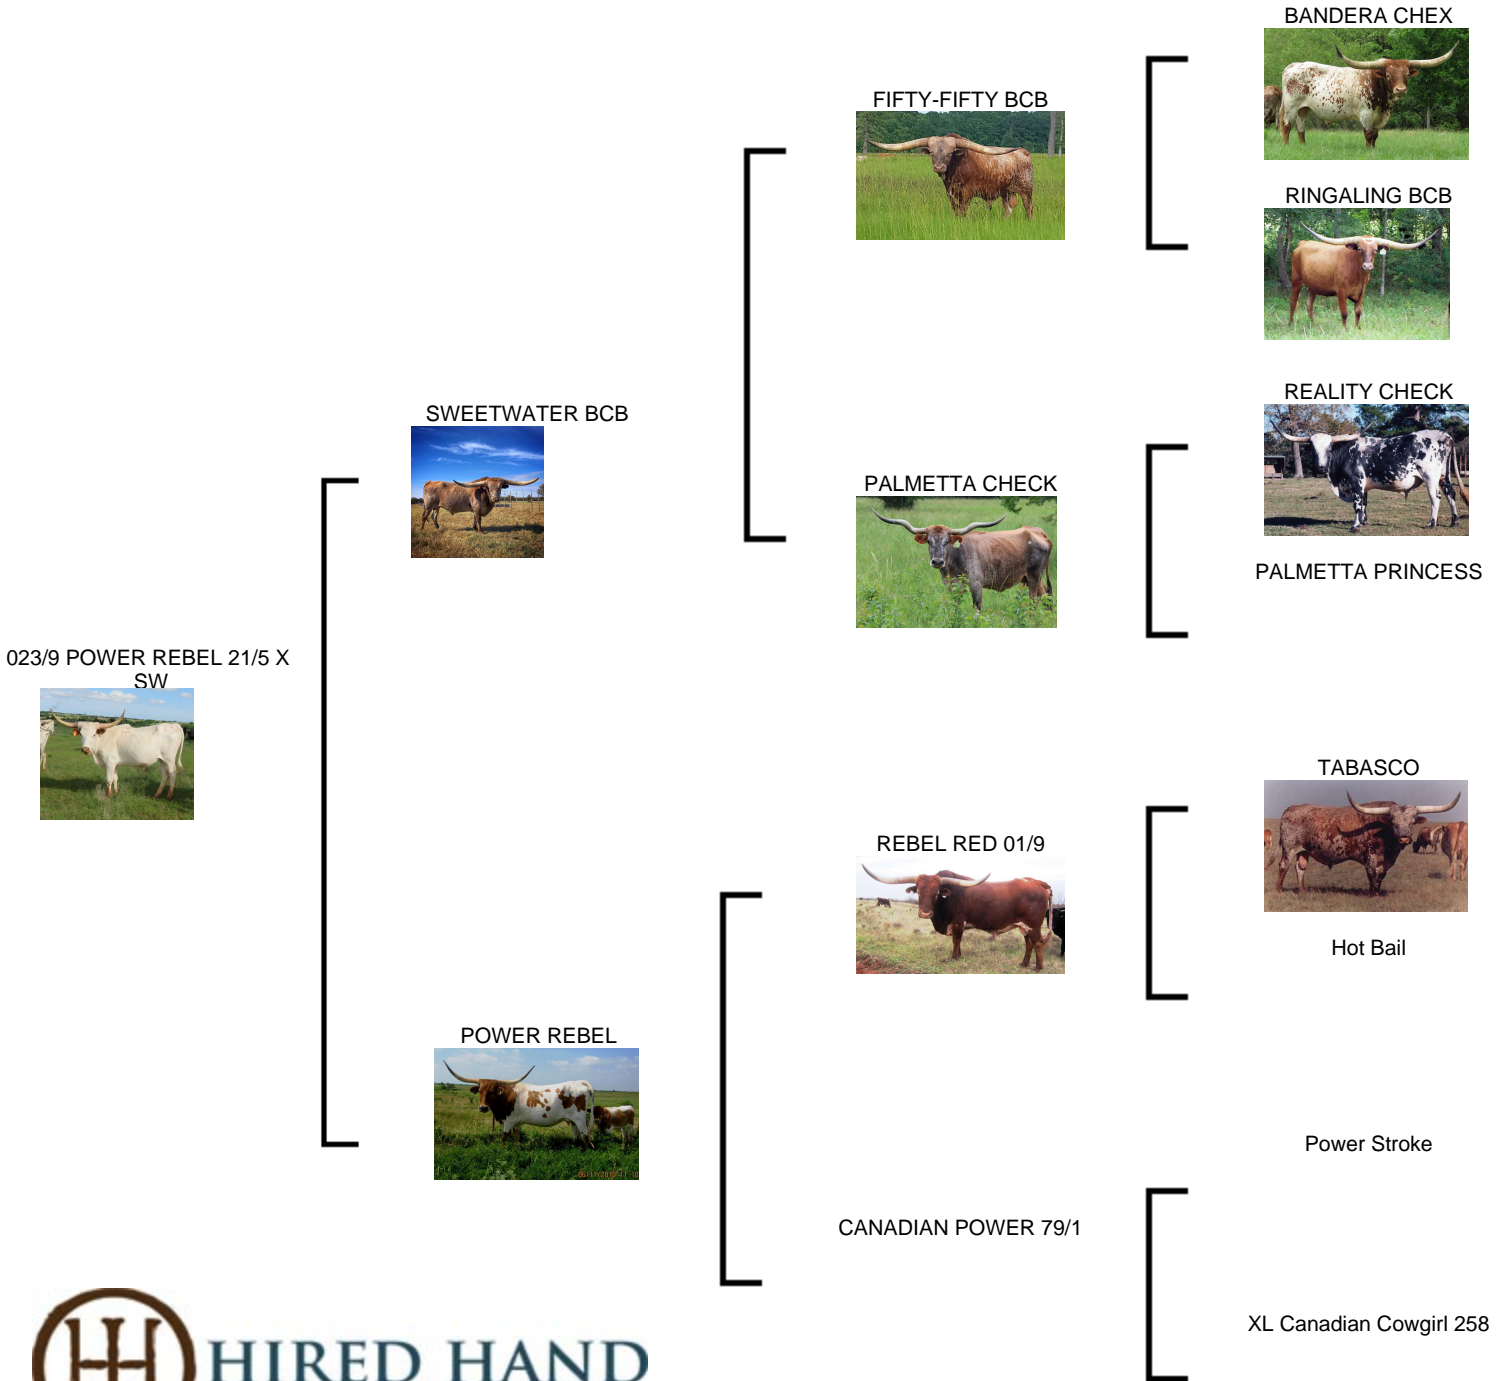 BANDERA CHEX
FIFTY-FIFTY BCB
RINGALING BCB
SWEETWATER BCB
REALITY CHECK
PALMETTA CHECK
PALMETTA PRINCESS
023/9 POWER REBEL 21/5 X
SW
TABASCO
REBEL RED 01/9
Hot Bail
POWER REBEL
Power Stroke
CANADIAN POWER 79/1
XL Canadian Cowgirl 258
HIRED HAND